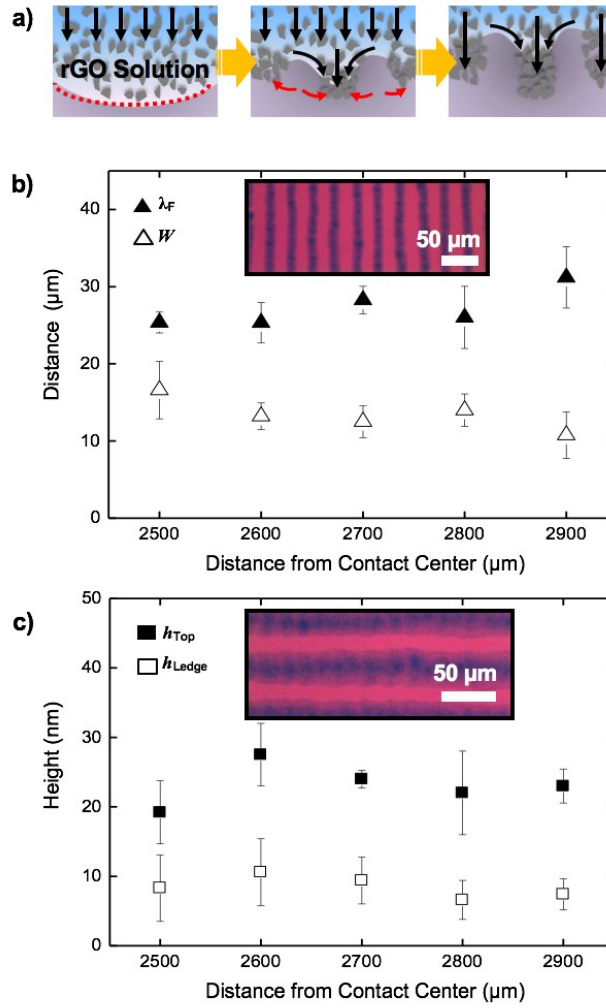 a)
rGO Solution
b)
λF
W
50 µm
40
30
20
10
0
Distance (µm)
2500 2600 2700 2800 2900
Distance from Contact Center (µm)
c)
hTop
hLedge
50 µm
50
40
30
20
10
0
Height (nm)
2500 2600 2700 2800 2900
Distance from Contact Center (µm)